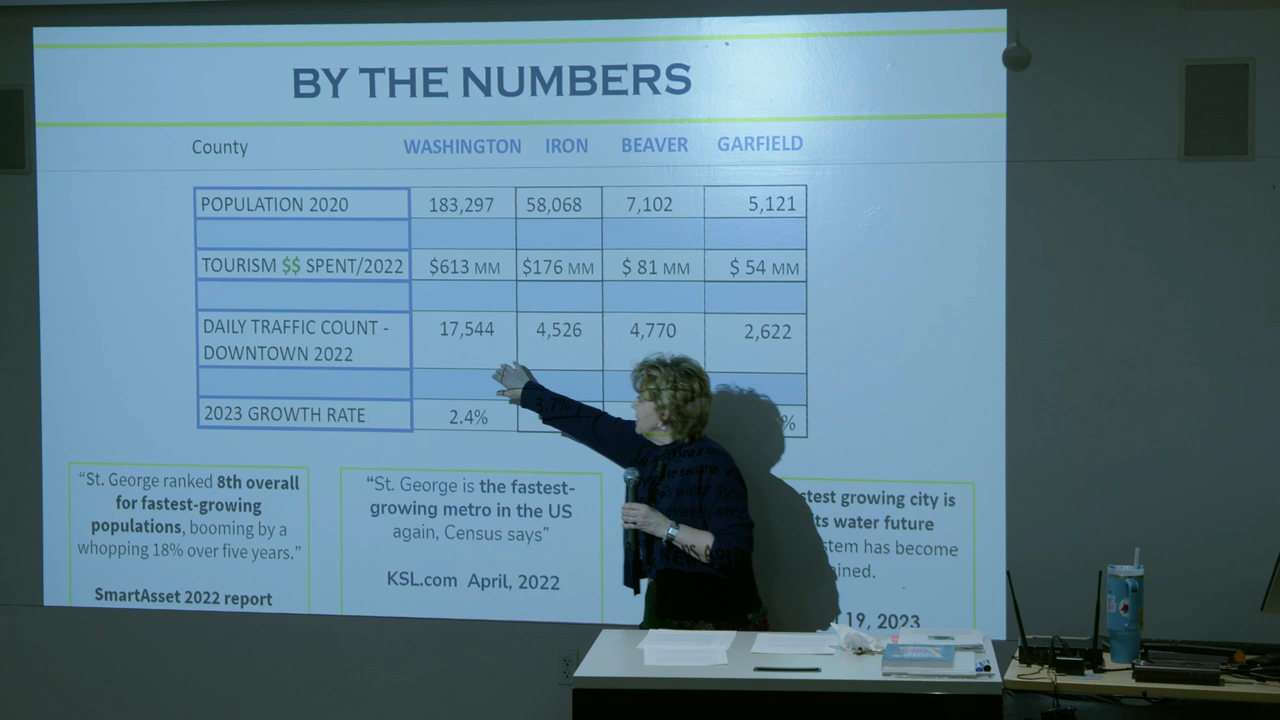 BY THE NUMBERS
County WASHINGTON IRON BEAVER GARFIELD
POPULATION 2020 183,297 58,068 7,102 5,121
TOURISM $$ SPENT/2022 $613 MM $176 MM $ 81 MM $ 54 MM
DAILY TRAFFIC COUNT -
DOWNTOWN 2022 17,544 4,526 4,770 2,622
2023 GROWTH RATE 2.4% 3.7% %
“St. George ranked 8th overall
for fastest-growing
populations, booming by a
whopping 18% over five years.”
SmartAsset 2022 report
“St. George is the fastest-
growing metro in the US
again, Census says”
KSL.com April, 2022
growing city is
water future
has become
19, 2023